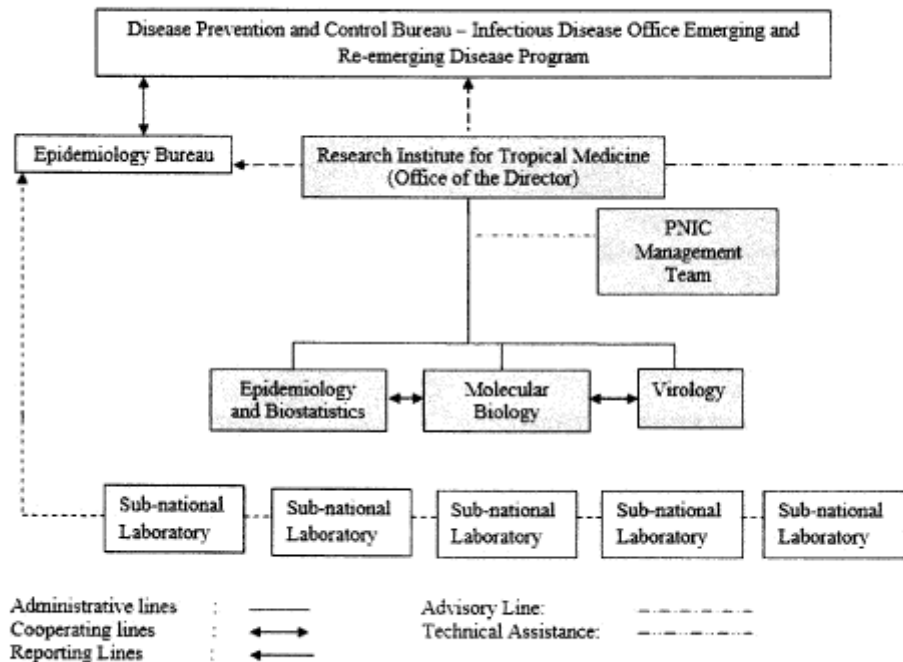 Disease Prevention and Control Bureau – Infectious Disease Office Emerging and
Re-emerging Disease Program
Epidemiology Bureau
Research Institute for Tropical Medicine
(Office of the Director)
PNIC
Management
Team
Epidemiology
and Biostatistics
Molecular
Biology
Virology
Sub-national
Laboratory
Sub-national
Laboratory
Sub-national
Laboratory
Sub-national
Laboratory
Sub-national
Laboratory
Administrative lines :
Cooperating lines :
Reporting Lines :
Advisory Line:
Technical Assistance: